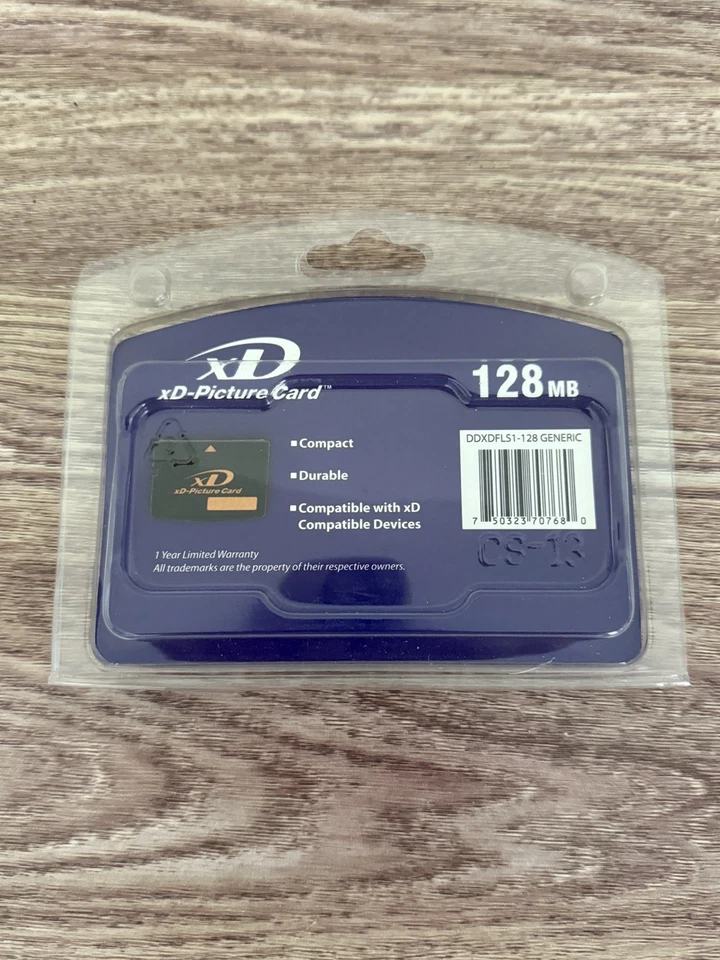 xD
xD-Picture Card™
128 MB
xD
xD-Picture Card
▪Compact
▪Durable
▪Compatible with xD
Compatible Devices
DDXDFLS1-128 GENERIC
7 50323 70768 0
CS-13
1 Year Limited Warranty
All trademarks are the property of their respective owners.